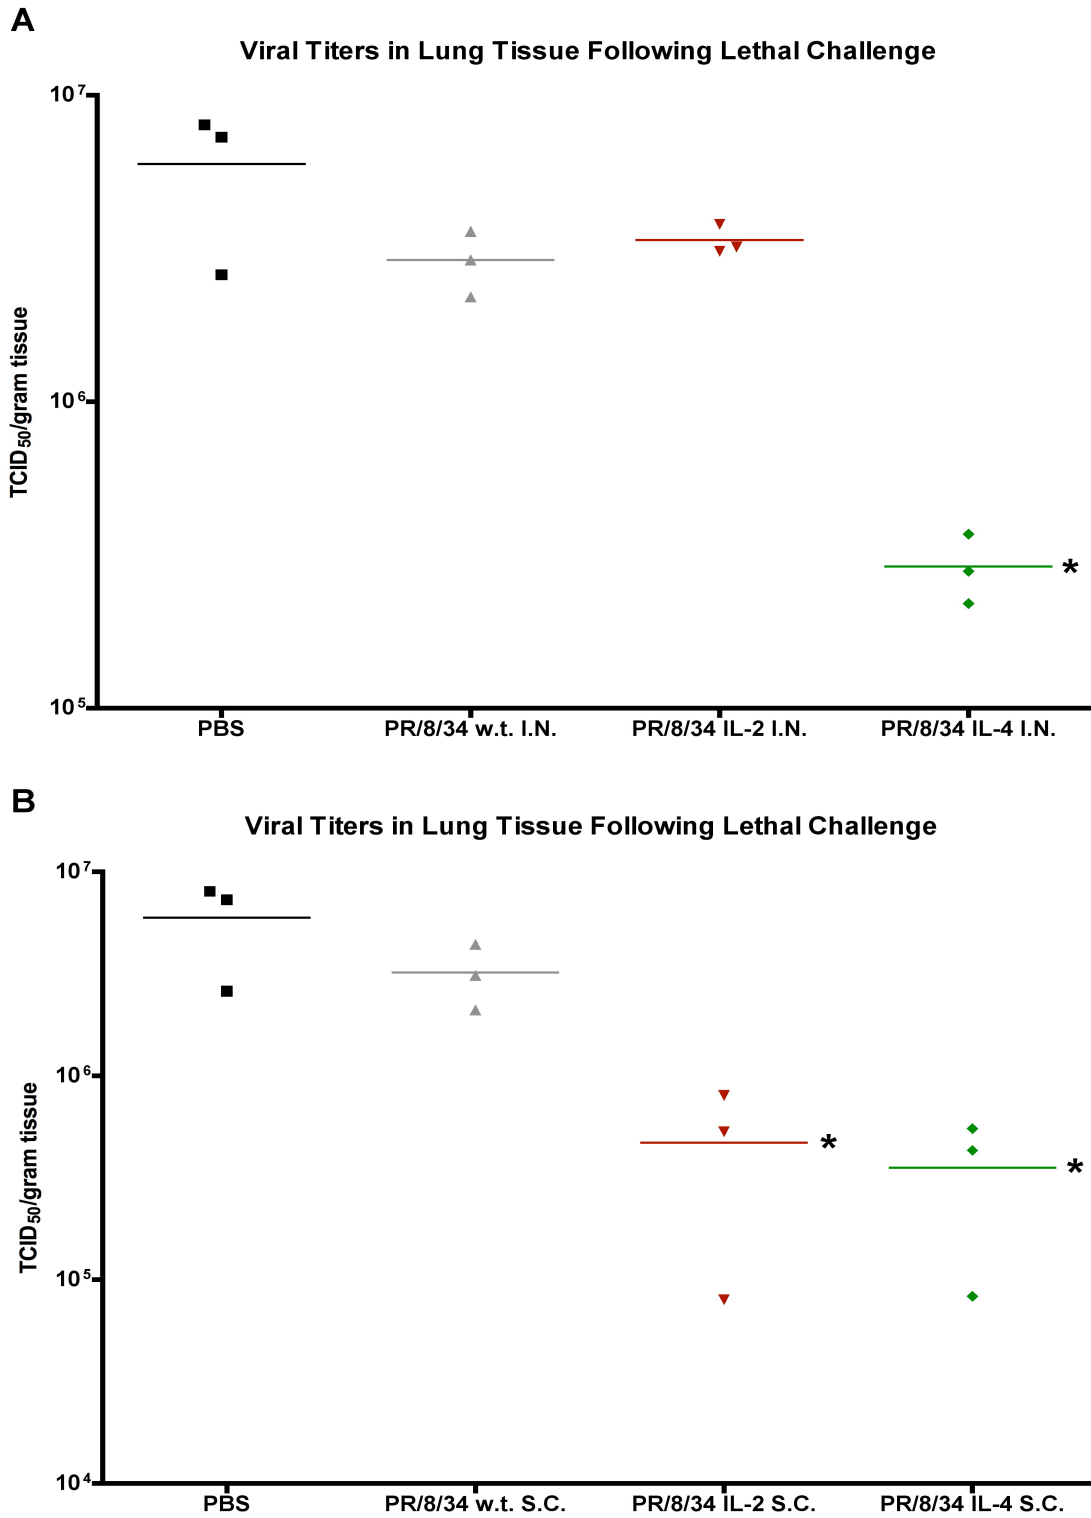 A
Viral Titers in Lung Tissue Following Lethal Challenge
10⁷
10⁶
10⁵
TCID₅₀/gram tissue
*
PBS
PR/8/34 w.t. I.N.
PR/8/34 IL-2 I.N.
PR/8/34 IL-4 I.N.
B
Viral Titers in Lung Tissue Following Lethal Challenge
10⁷
10⁶
10⁵
10⁴
TCID₅₀/gram tissue
*
*
PBS
PR/8/34 w.t. S.C.
PR/8/34 IL-2 S.C.
PR/8/34 IL-4 S.C.